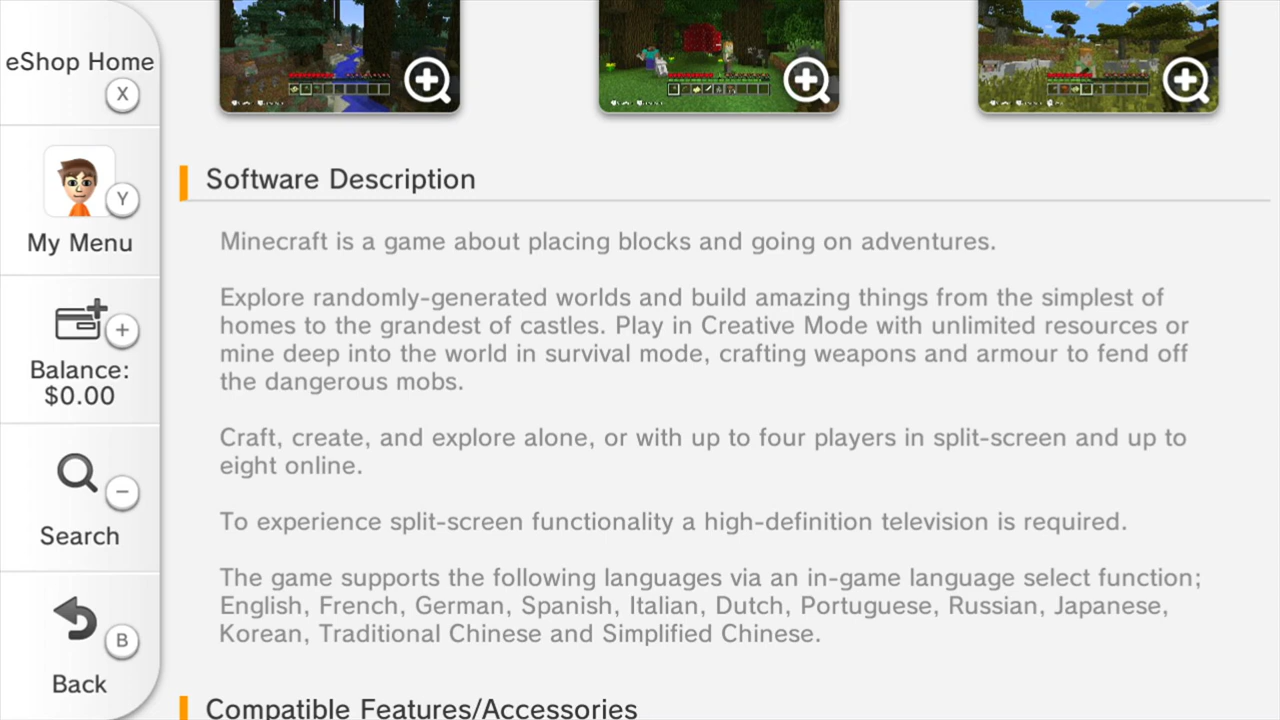 eShop Home
X
Y
My Menu
+
Balance:
$0.00
−
Search
B
Back
Software Description
Minecraft is a game about placing blocks and going on adventures.
Explore randomly-generated worlds and build amazing things from the simplest of
homes to the grandest of castles. Play in Creative Mode with unlimited resources or
mine deep into the world in survival mode, crafting weapons and armour to fend off
the dangerous mobs.
Craft, create, and explore alone, or with up to four players in split-screen and up to
eight online.
To experience split-screen functionality a high-definition television is required.
The game supports the following languages via an in-game language select function;
English, French, German, Spanish, Italian, Dutch, Portuguese, Russian, Japanese,
Korean, Traditional Chinese and Simplified Chinese.
Compatible Features/Accessories